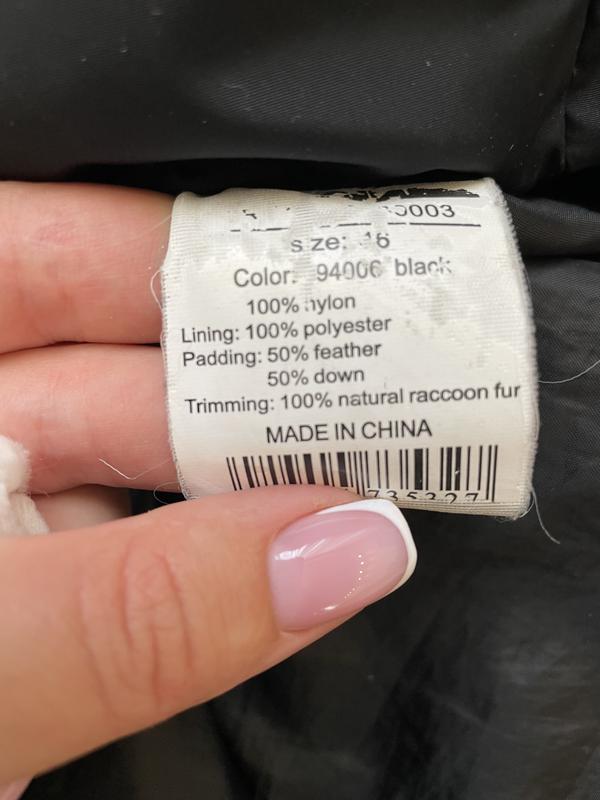 size:
Color: 94006 black
100% nylon
Lining: 100% polyester
Padding: 50% feather
50% down
Trimming: 100% natural raccoon fur
MADE IN CHINA